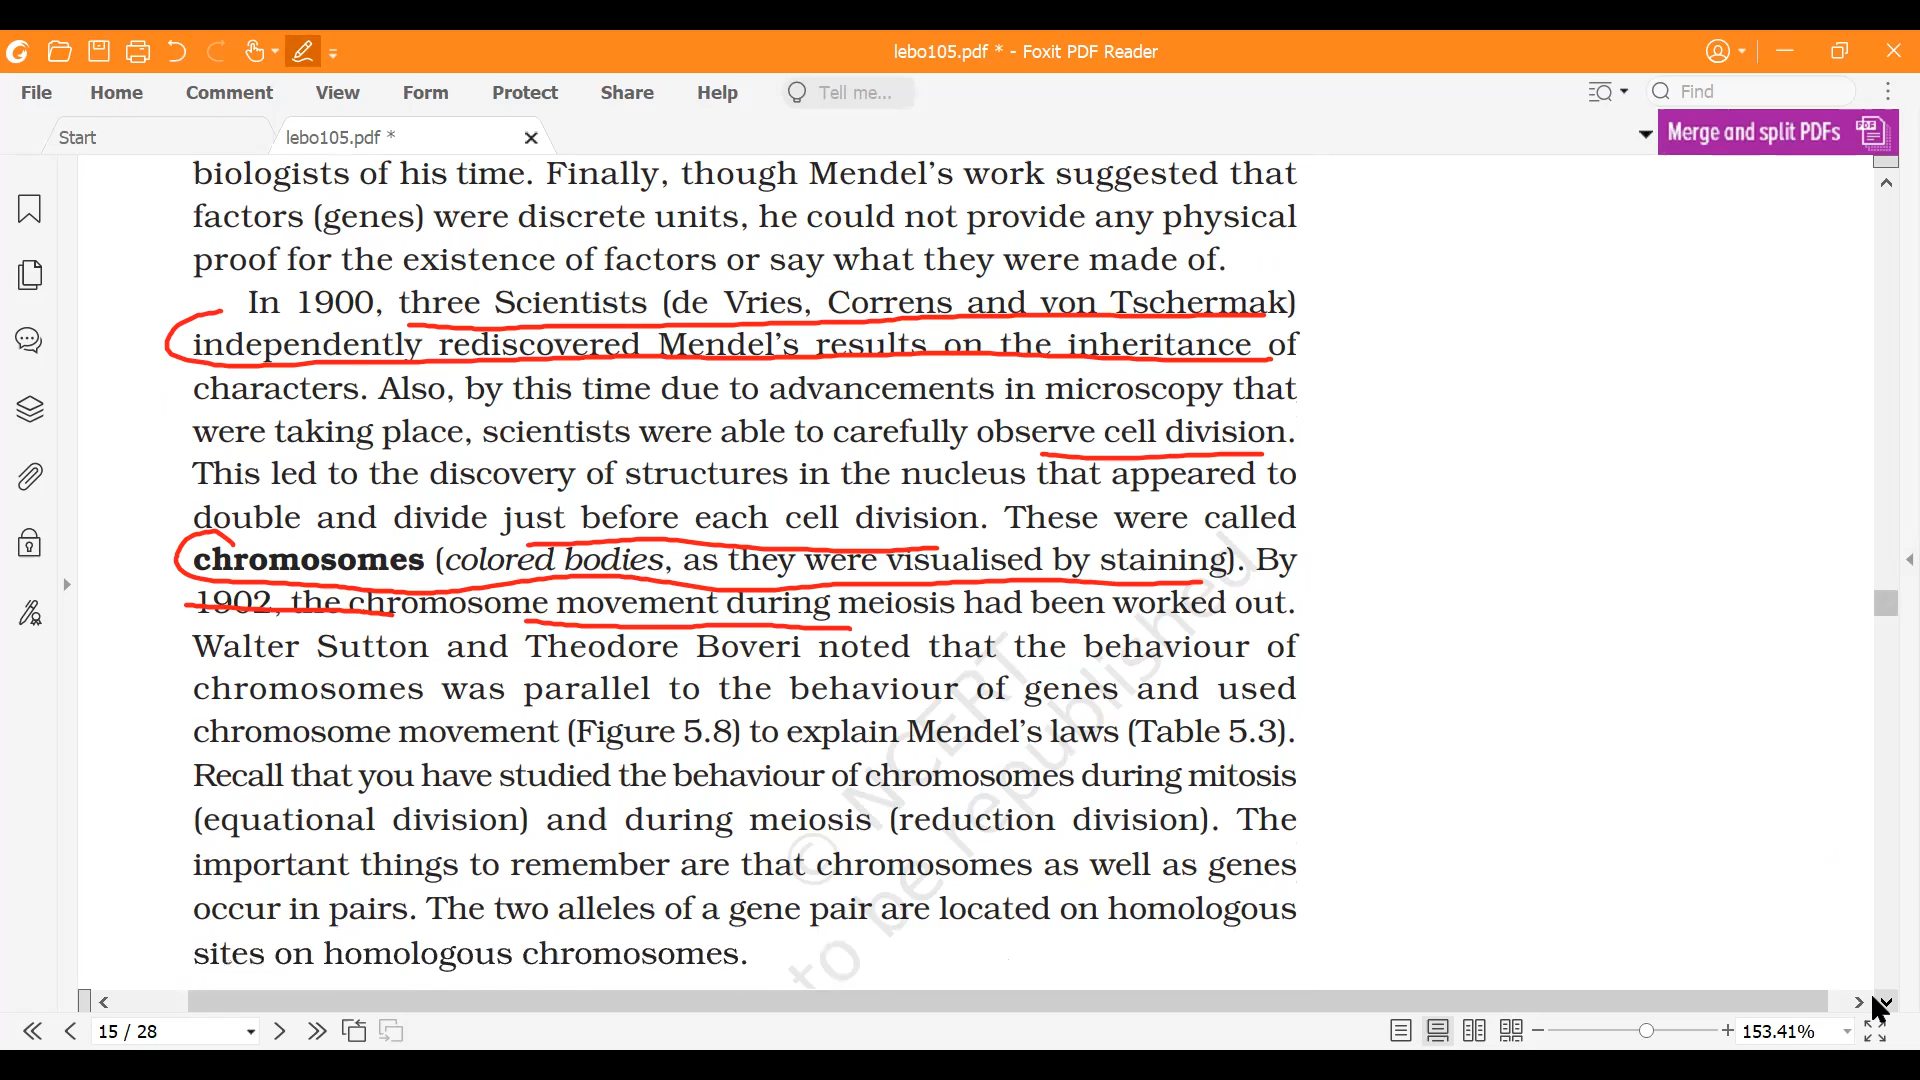 lebo105.pdf * - Foxit PDF Reader
File Home Comment View Form Protect Share Help Tell me... Find
Start lebo105.pdf * Merge and split PDFs
biologists of his time. Finally, though Mendel's work suggested that
factors (genes) were discrete units, he could not provide any physical
proof for the existence of factors or say what they were made of.
In 1900, three Scientists (de Vries, Correns and von Tschermak)
independently rediscovered Mendel's results on the inheritance of
characters. Also, by this time due to advancements in microscopy that
were taking place, scientists were able to carefully observe cell division.
This led to the discovery of structures in the nucleus that appeared to
double and divide just before each cell division. These were called
chromosomes (colored bodies, as they were visualised by staining). By
1902, the chromosome movement during meiosis had been worked out.
Walter Sutton and Theodore Boveri noted that the behaviour of
chromosomes was parallel to the behaviour of genes and used
chromosome movement (Figure 5.8) to explain Mendel's laws (Table 5.3).
Recall that you have studied the behaviour of chromosomes during mitosis
(equational division) and during meiosis (reduction division). The
important things to remember are that chromosomes as well as genes
occur in pairs. The two alleles of a gene pair are located on homologous
sites on homologous chromosomes.
© NCERT
to be republished
15 / 28 153.41%